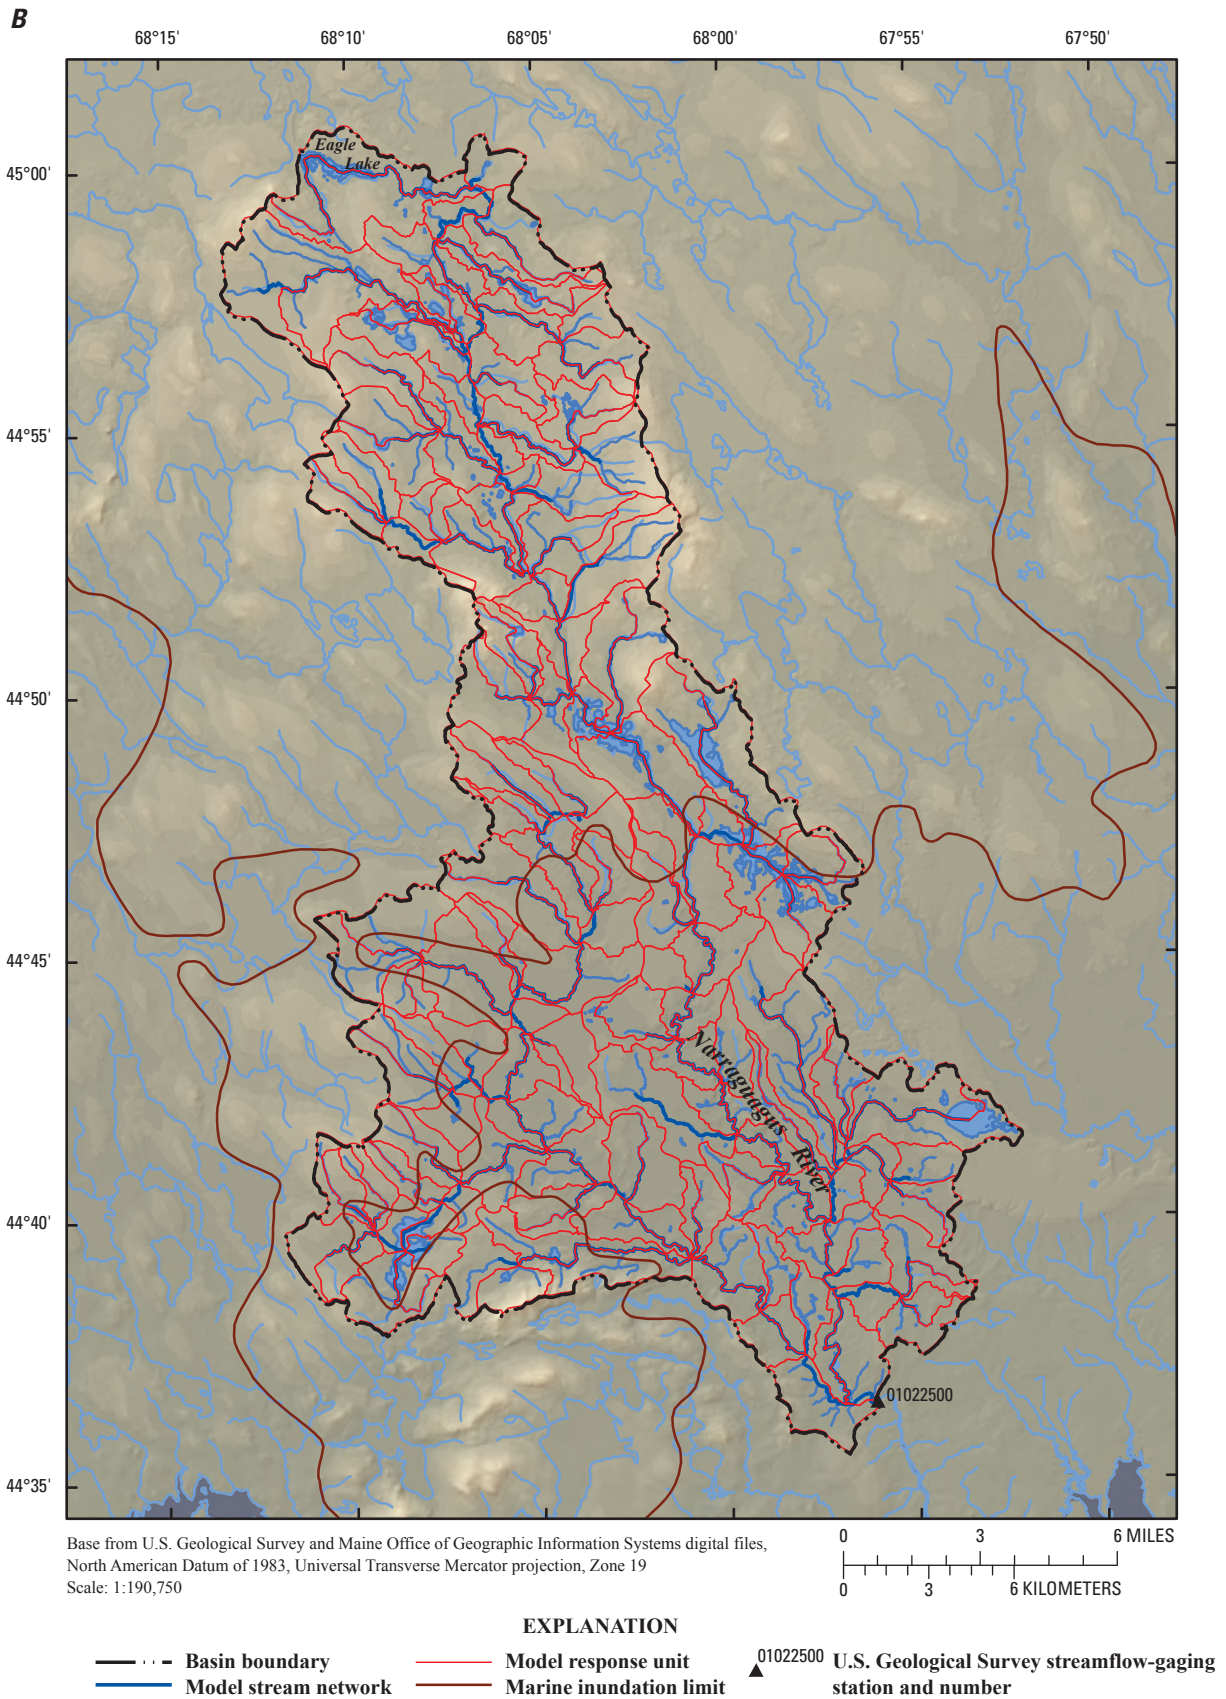 B
68°15' 68°10' 68°05' 68°00' 67°55' 67°50'
Eagle
Lake
45°00'
44°55'
44°50'
44°45'
Narraguagus River
44°40'
01022500
44°35'
Base from U.S. Geological Survey and Maine Office of Geographic Information Systems digital files,
North American Datum of 1983, Universal Transverse Mercator projection, Zone 19
Scale: 1:190,750
0 3 6 MILES
0 3 6 KILOMETERS
EXPLANATION
Basin boundary
Model stream network
Model response unit
Marine inundation limit
01022500
U.S. Geological Survey streamflow-gaging
station and number